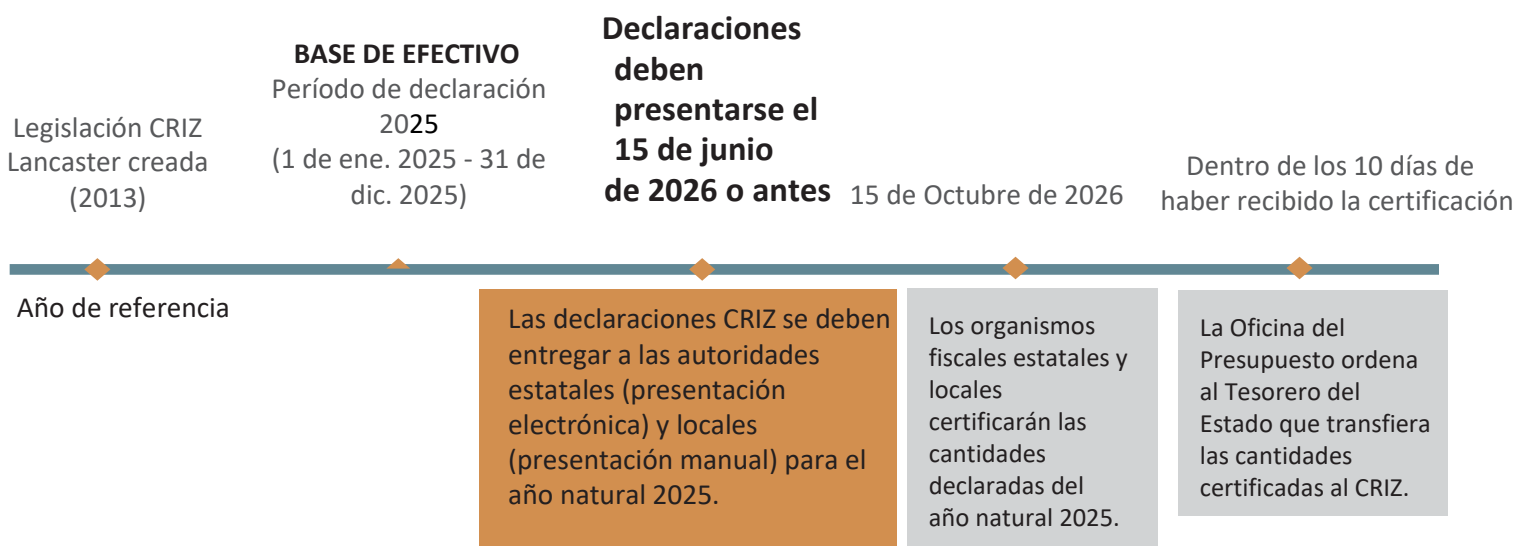 Legislación CRIZ
Lancaster creada
(2013)
BASE DE EFECTIVO
Período de declaración
2025
(1 de ene. 2025 - 31 de
dic. 2025)
Declaraciones
deben
presentarse el
15 de junio
de 2026 o antes
15 de Octubre de 2026
Dentro de los 10 días de
haber recibido la certificación
Año de referencia
Las declaraciones CRIZ se deben
entregar a las autoridades
estatales (presentación
electrónica) y locales
(presentación manual) para el
año natural 2025.
Los organismos
fiscales estatales y
locales
certificarán las
cantidades
declaradas del
año natural 2025.
La Oficina del
Presupuesto ordena
al Tesorero del
Estado que transfiera
las cantidades
certificadas al CRIZ.